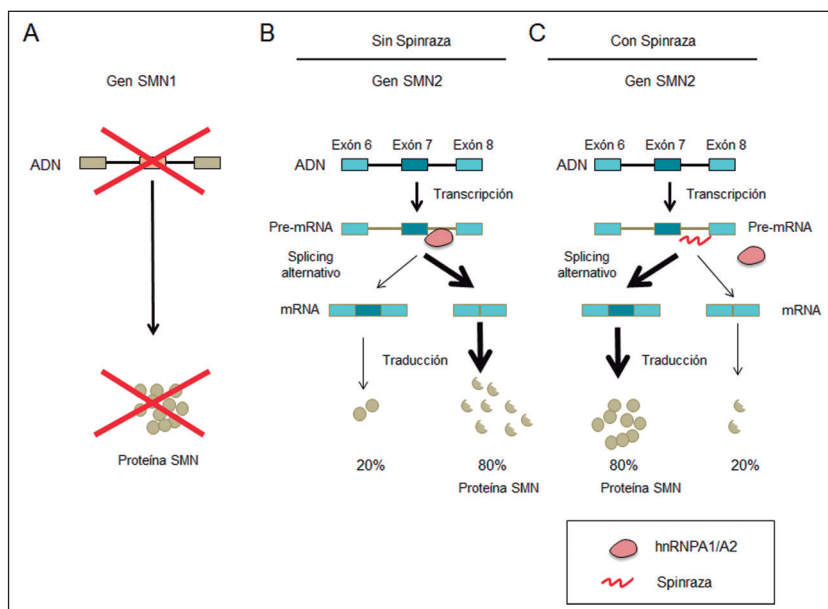 A
Gen SMN1
ADN
Proteína SMN
B
Sin Spinraza
Gen SMN2
Exón 6 Exón 7 Exón 8
ADN
Transcripción
Pre-mRNA
Splicing
alternativo
mRNA
Traducción
20%
80%
Proteína SMN
C
Con Spinraza
Gen SMN2
Exón 6 Exón 7 Exón 8
ADN
Transcripción
Pre-mRNA
Splicing
alternativo
mRNA
Traducción
80%
20%
Proteína SMN
hnRNPA1/A2
Spinraza